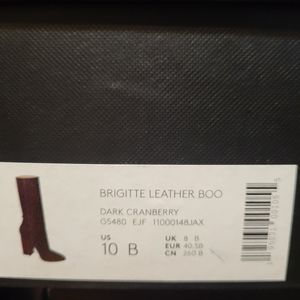 BRIGITTE LEATHER BOO
DARK CRANBERRY
G5480 EJF 11000148JAX
US
10 B
UK 8 B
EUR 40.5B
CN 260 B